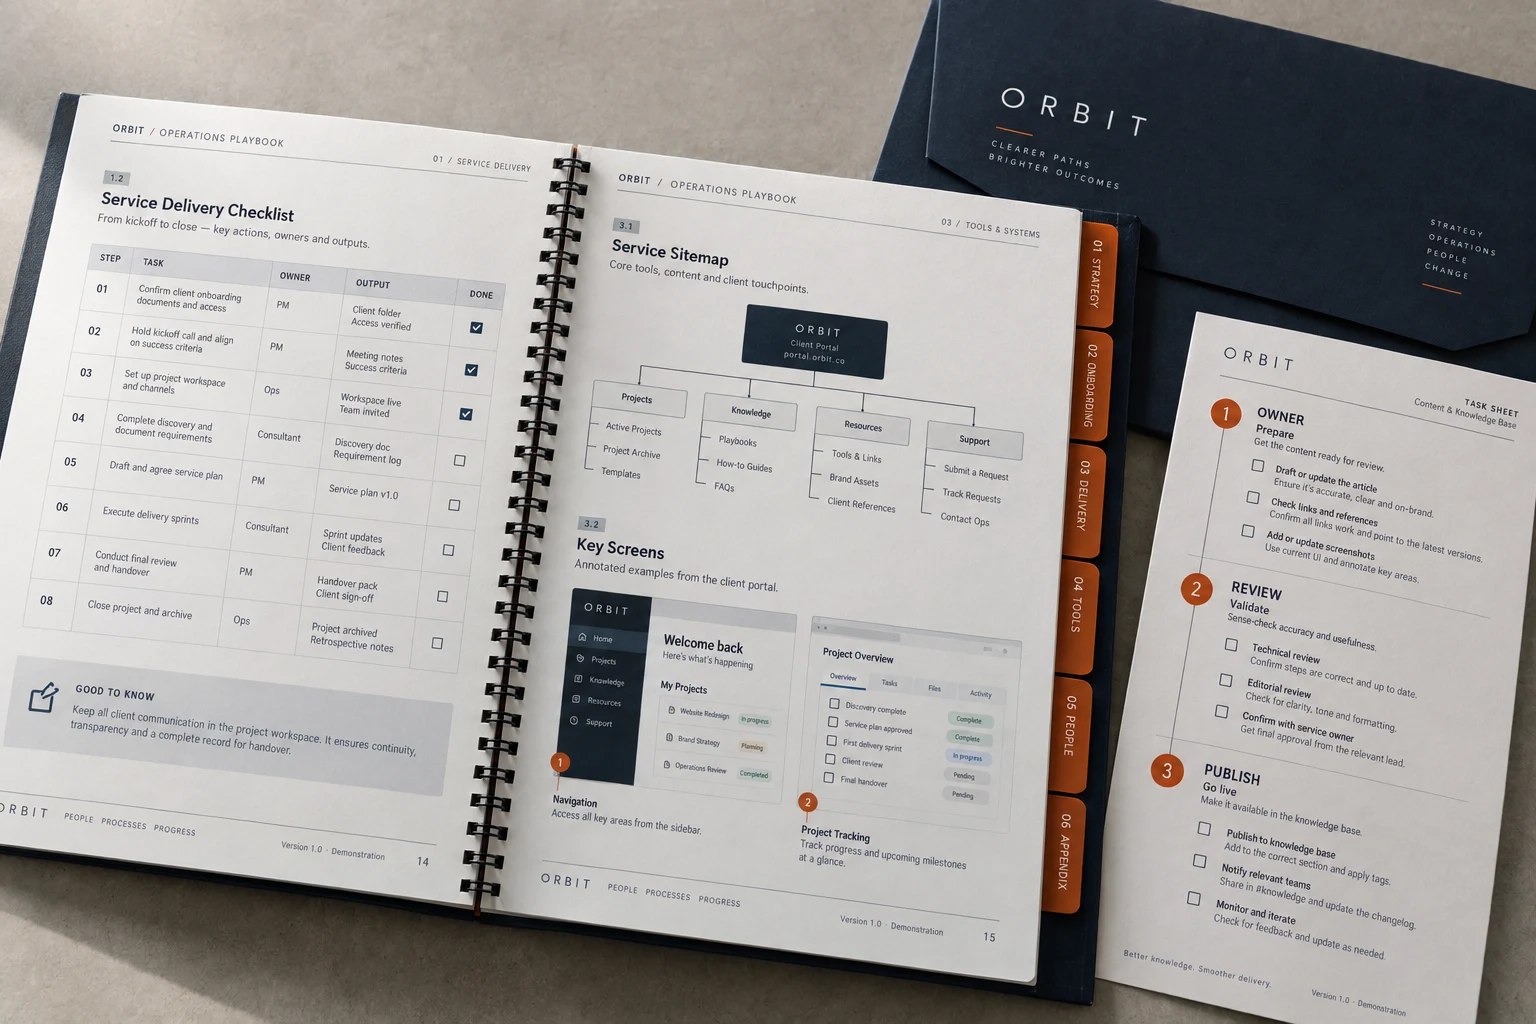 ORBIT / OPERATIONS PLAYBOOK
01 / SERVICE DELIVERY
1.2
Service Delivery Checklist
From kickoff to close — key actions, owners and outputs.
STEP TASK OWNER OUTPUT DONE
01 Confirm client onboarding documents and access PM Client folder Access verified
02 Hold kickoff call and align on success criteria PM Meeting notes Success criteria
03 Set up project workspace and channels Ops Workspace live Team invited
04 Complete discovery and document requirements Consultant Discovery doc Requirement log
05 Draft and agree service plan PM Service plan v1.0
06 Execute delivery sprints Consultant Sprint updates Client feedback
07 Conduct final review and handover PM Handover pack Client sign-off
08 Close project and archive Ops Project archived Retrospective notes
GOOD TO KNOW
Keep all client communication in the project workspace. It ensures continuity,
transparency and a complete record for handover.
ORBIT PEOPLE PROCESSES PROGRESS
Version 1.0 · Demonstration 14
ORBIT / OPERATIONS PLAYBOOK
03 / TOOLS & SYSTEMS
3.1
Service Sitemap
Core tools, content and client touchpoints.
ORBIT
Client Portal
portal.orbit.co
Projects
Active Projects
Project Archive
Templates
Knowledge
Playbooks
How-to Guides
FAQs
Resources
Tools & Links
Brand Assets
Client References
Support
Submit a Request
Track Requests
Contact Ops
3.2
Key Screens
Annotated examples from the client portal.
ORBIT
Home
Projects
Knowledge
Resources
Support
Welcome back
Here's what's happening
My Projects
Website Redesign In progress
Brand Strategy Planning
Operations Review Completed
1
Navigation
Access all key areas from the sidebar.
Project Overview
Overview Tasks Files Activity
Discovery complete Complete
Service plan approved Complete
First delivery sprint In progress
Client review Pending
Final handover Pending
2
Project Tracking
Track progress and upcoming milestones
at a glance.
ORBIT PEOPLE PROCESSES PROGRESS
Version 1.0 · Demonstration 15
01 STRATEGY
02 ONBOARDING
03 DELIVERY
04 TOOLS
05 PEOPLE
06 APPENDIX
ORBIT
CLEARER PATHS
BRIGHTER OUTCOMES
STRATEGY
OPERATIONS
PEOPLE
CHANGE
ORBIT
TASK SHEET
Content & Knowledge Base
1 OWNER
Prepare
Get the content ready for review.
Draft or update the article
Ensure it's accurate, clear and on-brand.
Check links and references
Confirm all links work and point to the latest versions.
Add or update screenshots
Use current UI and annotate key areas.
2 REVIEW
Validate
Sense-check accuracy and usefulness.
Technical review
Confirm steps are correct and up to date.
Editorial review
Check for clarity, tone and formatting.
Confirm with service owner
Get final approval from the relevant lead.
3 PUBLISH
Go live
Make it available in the knowledge base.
Publish to knowledge base
Add to the correct section and apply tags.
Notify relevant teams
Share in #knowledge and update the changelog.
Monitor and iterate
Check for feedback and update as needed.
Better knowledge. Smoother delivery.
Version 1.0 · Demonstration